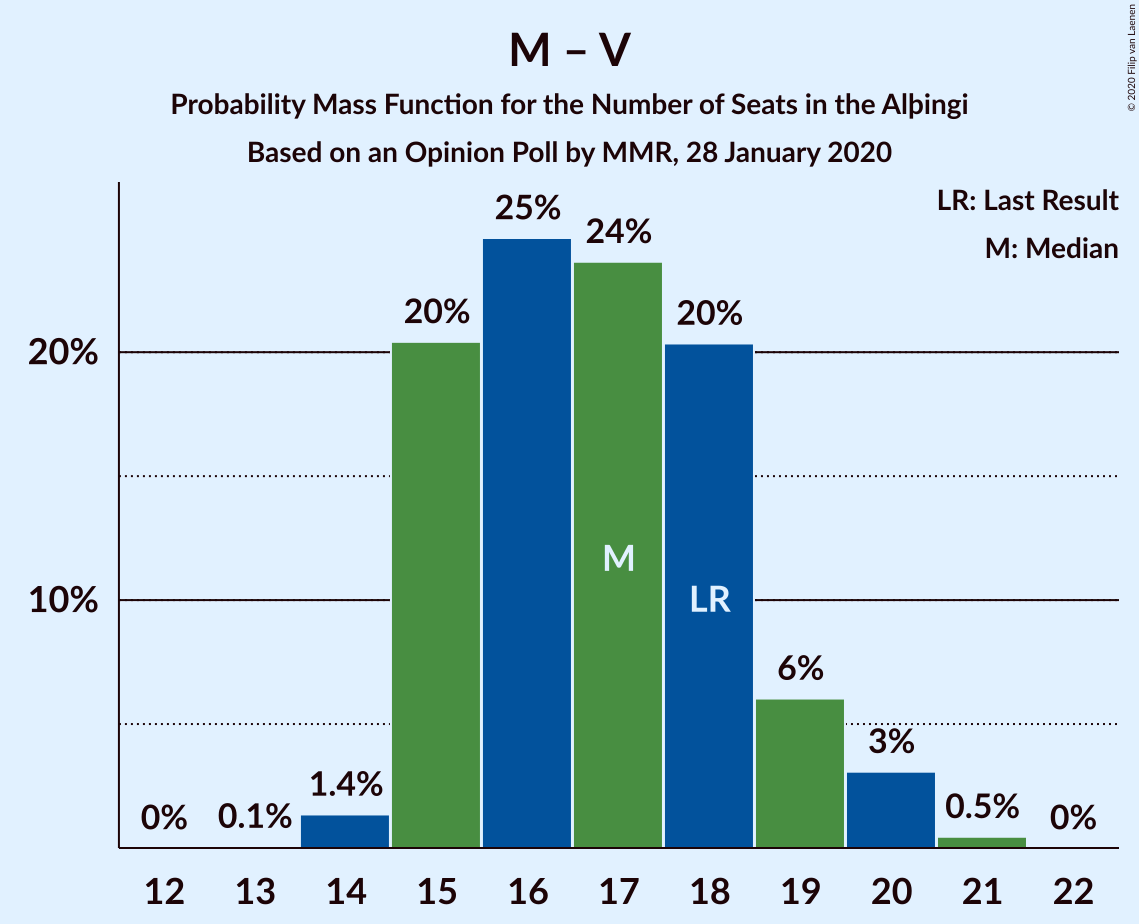 M – V
Probability Mass Function for the Number of Seats in the Alþingi
Based on an Opinion Poll by MMR, 28 January 2020
© 2020 Filip van Laenen
LR: Last Result
M: Median
25%
24%
20%
20%
20%
M
LR
10%
6%
3%
1.4%
0%
0.1%
0.5%
0%
12 13 14 15 16 17 18 19 20 21 22